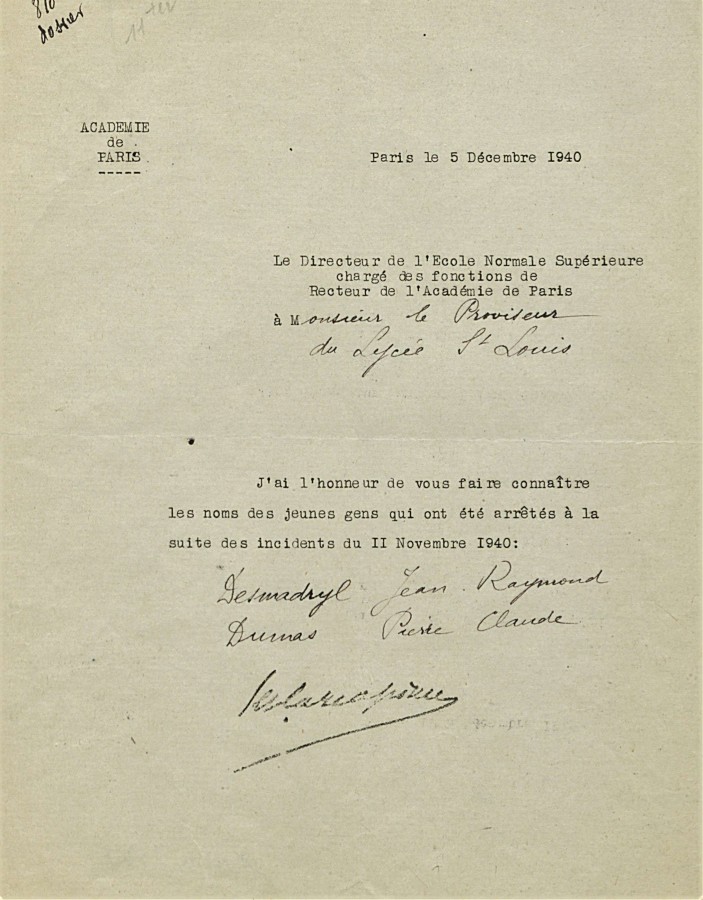 dossier
11
ACADEMIE
de
PARIS
-----
Paris le 5 Décembre 1940
Le Directeur de l'Ecole Normale Supérieure
chargé des fonctions de
Recteur de l'Académie de Paris
à Monsieur le Proviseur
du Lycée St Louis
J'ai l'honneur de vous faire connaître
les noms des jeunes gens qui ont été arrêtés à la
suite des incidents du II Novembre 1940:
Desmadryl Jean. Raymond
Dumas Pierre Claude